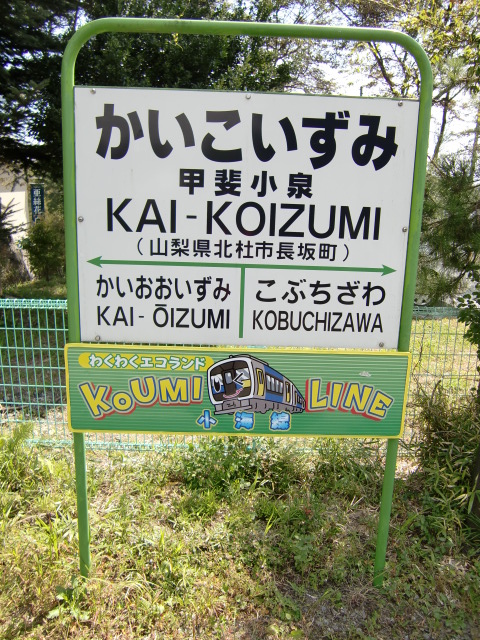 かいこいずみ
甲斐小泉
KAI-KOIZUMI
(山梨県北杜市長坂町)
かいおおいずみ
KAI-ŌIZUMI
こぶちざわ
KOBUCHIZAWA
わくわくエコランド
KOUMI LINE
小海線